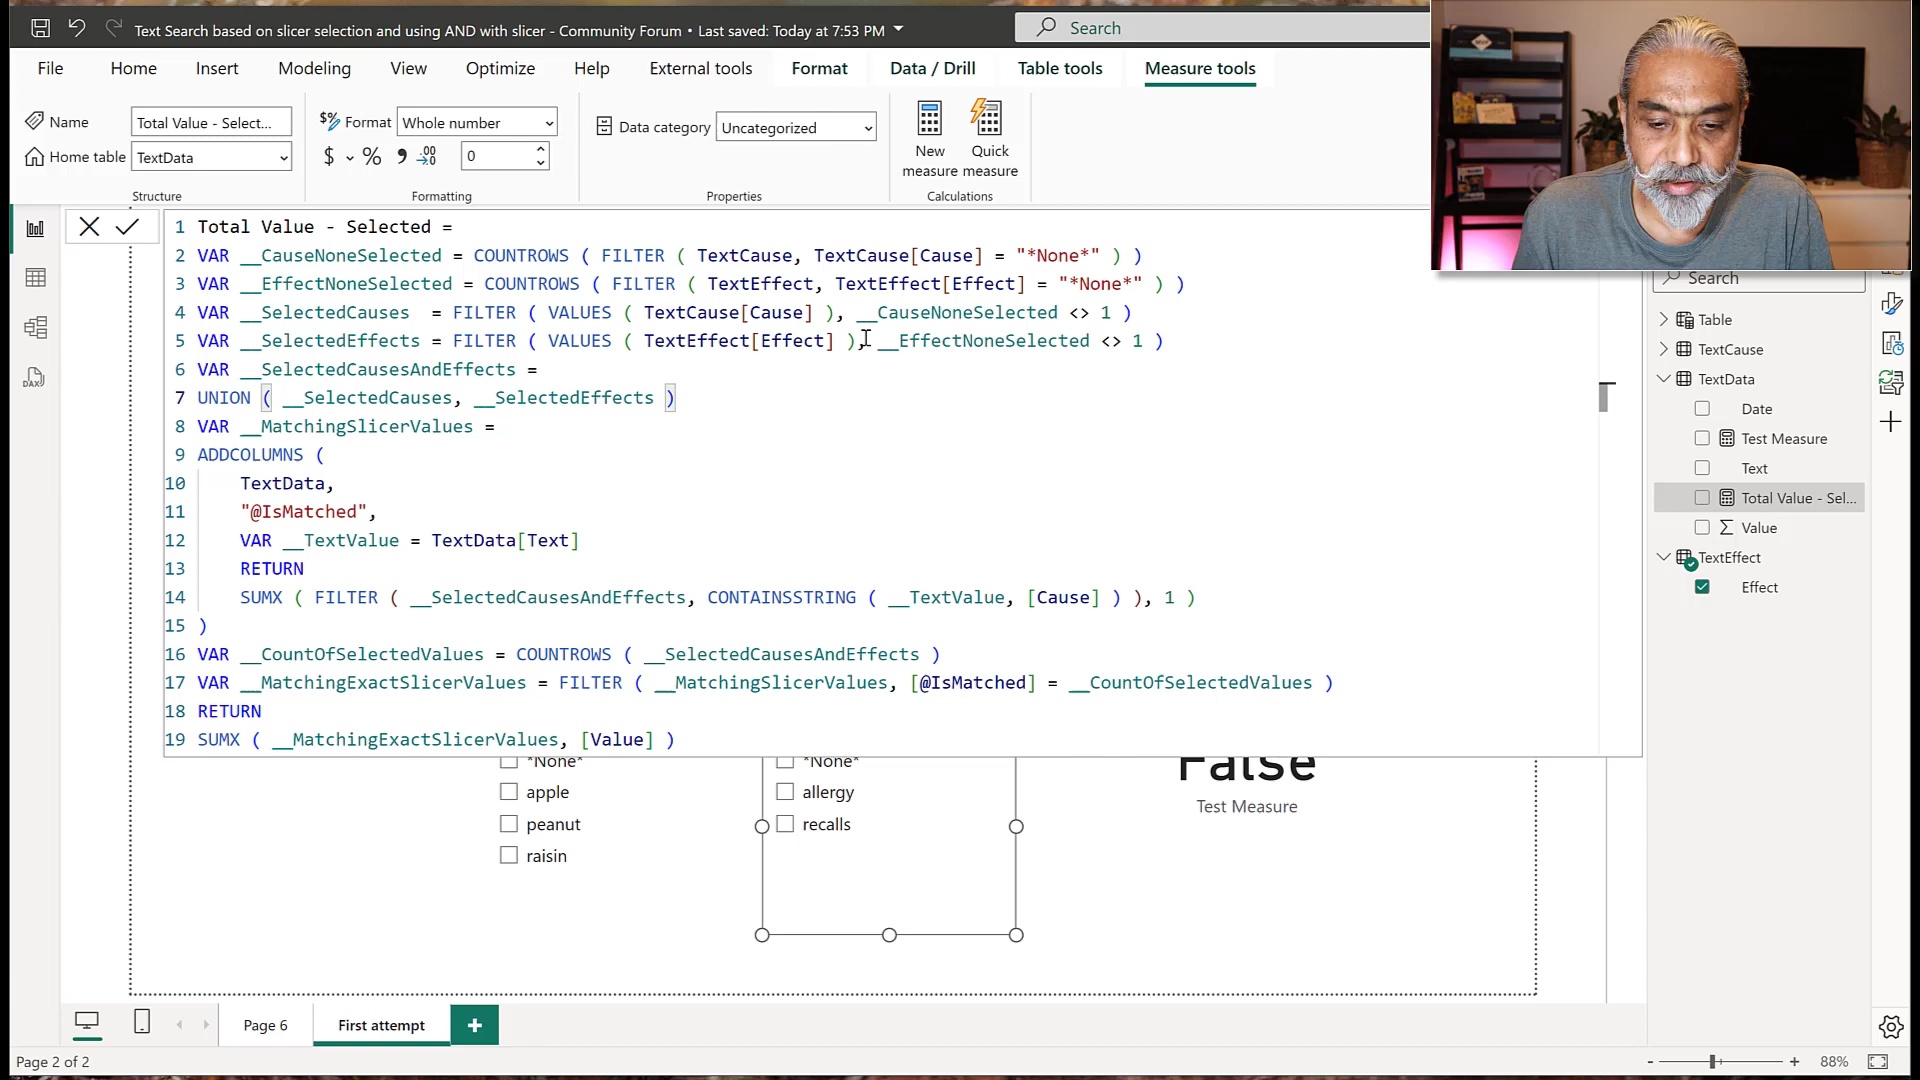 Text Search based on slicer selection and using AND with slicer - Community Forum • Last saved: Today at 7:53 PM
Search
File Home Insert Modeling View Optimize Help External tools Format Data / Drill Table tools Measure tools
Name Total Value - Select...
Home table TextData
Structure
Format Whole number
$ % 9 .00 0
Formatting
Data category Uncategorized
Properties
New measure
Quick measure
Calculations
1 Total Value - Selected =
2 VAR __CauseNoneSelected = COUNTROWS ( FILTER ( TextCause, TextCause[Cause] = "*None*" ) )
3 VAR __EffectNoneSelected = COUNTROWS ( FILTER ( TextEffect, TextEffect[Effect] = "*None*" ) )
4 VAR __SelectedCauses  = FILTER ( VALUES ( TextCause[Cause] ), __CauseNoneSelected <> 1 )
5 VAR __SelectedEffects = FILTER ( VALUES ( TextEffect[Effect] ), __EffectNoneSelected <> 1 )
6 VAR __SelectedCausesAndEffects =
7 UNION ( __SelectedCauses, __SelectedEffects )
8 VAR __MatchingSlicerValues =
9 ADDCOLUMNS (
10 TextData,
11 "@IsMatched",
12 VAR __TextValue = TextData[Text]
13 RETURN
14 SUMX ( FILTER ( __SelectedCausesAndEffects, CONTAINSSTRING ( __TextValue, [Cause] ) ), 1 )
15 )
16 VAR __CountOfSelectedValues = COUNTROWS ( __SelectedCausesAndEffects )
17 VAR __MatchingExactSlicerValues = FILTER ( __MatchingSlicerValues, [@IsMatched] = __CountOfSelectedValues )
18 RETURN
19 SUMX ( __MatchingExactSlicerValues, [Value] )
*None*
apple
peanut
raisin
*None*
allergy
recalls
False
Test Measure
Search
Table
TextCause
TextData
Date
Test Measure
Text
Total Value - Sel...
Value
TextEffect
Effect
DAX
Page 6 First attempt +
Page 2 of 2
- + 88%